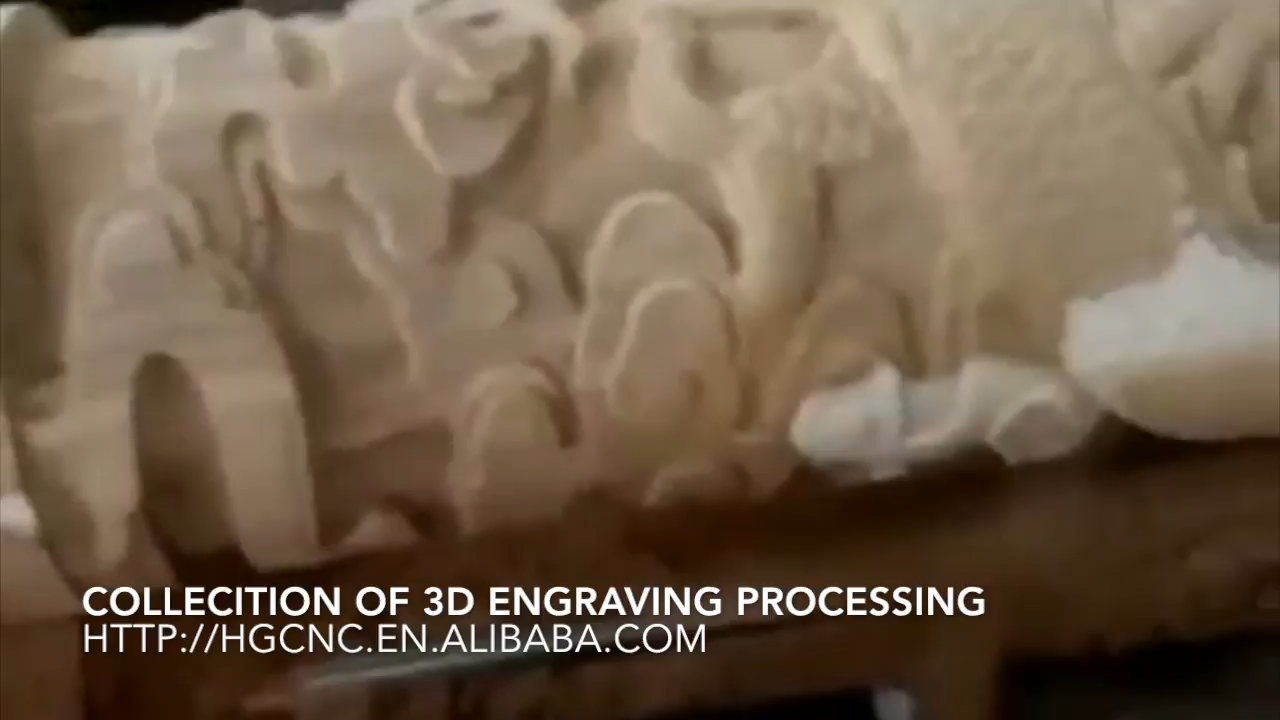 COLLECITION OF 3D ENGRAVING PROCESSING
HTTP://HGCNC.EN.ALIBABA.COM